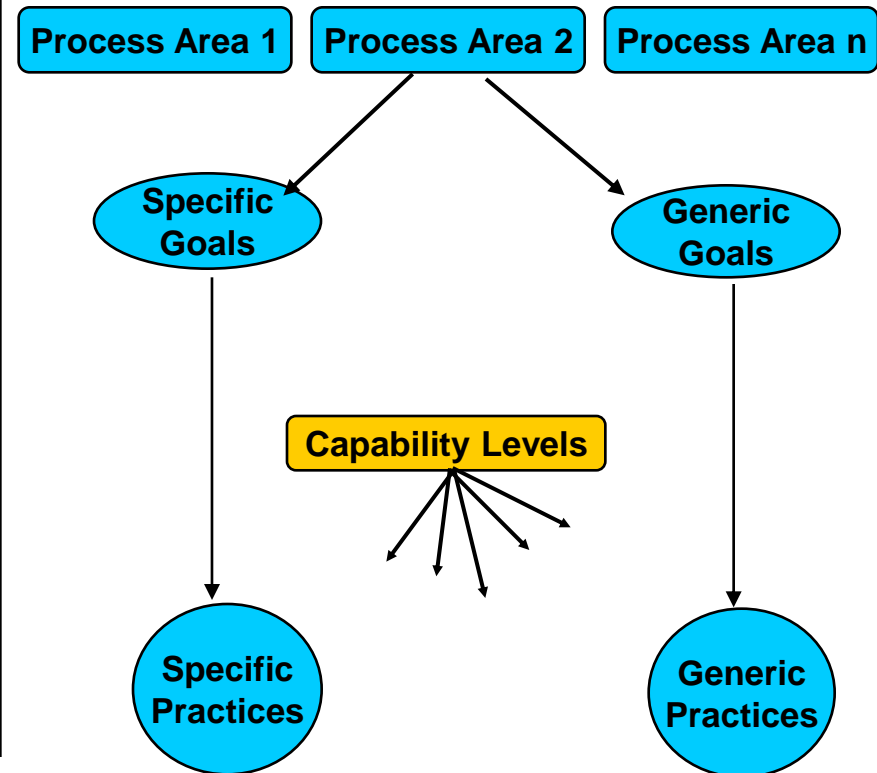 Process Area 1
Process Area 2
Process Area n
Specific
Goals
Generic
Goals
Capability Levels
Specific
Practices
Generic
Practices